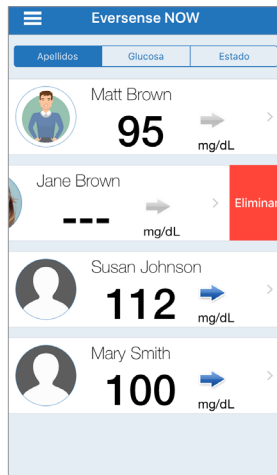 Eversense NOW
Apellidos Glucosa Estado
Matt Brown
95
mg/dL
Jane Brown
---
mg/dL
Eliminar
Susan Johnson
112
mg/dL
Mary Smith
100
mg/dL